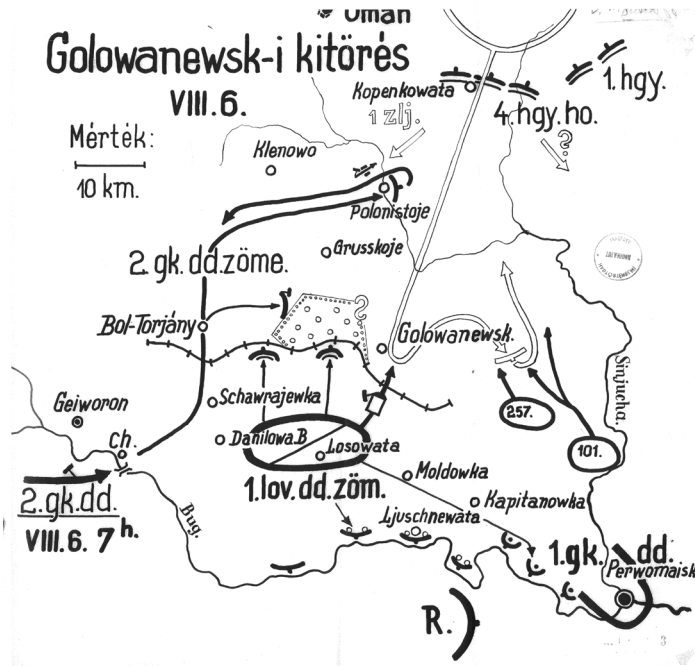 Uman
Golowanewsk-i kitörés
VIII.6.
Mérték:
10 km.
Kopenkowata
1. hgy.
1 zlj.
4. hgy. ho.
?
Klenowo
Polonistoje
Grusskoje
2. gk. dd. zöme.
Bol-Torjány
?
Golowanewsk.
Sinjucha.
Schawrajewka
Geiworon
257.
Ch.
Danilowa.B
Losowata
101.
Moldowka
2. gk. dd.
1. lov. dd. zöm.
Kapitanowka
VIII.6. 7h.
Bug.
Ljuschnewata
1. gk. dd.
Perwomaisk
R.
3